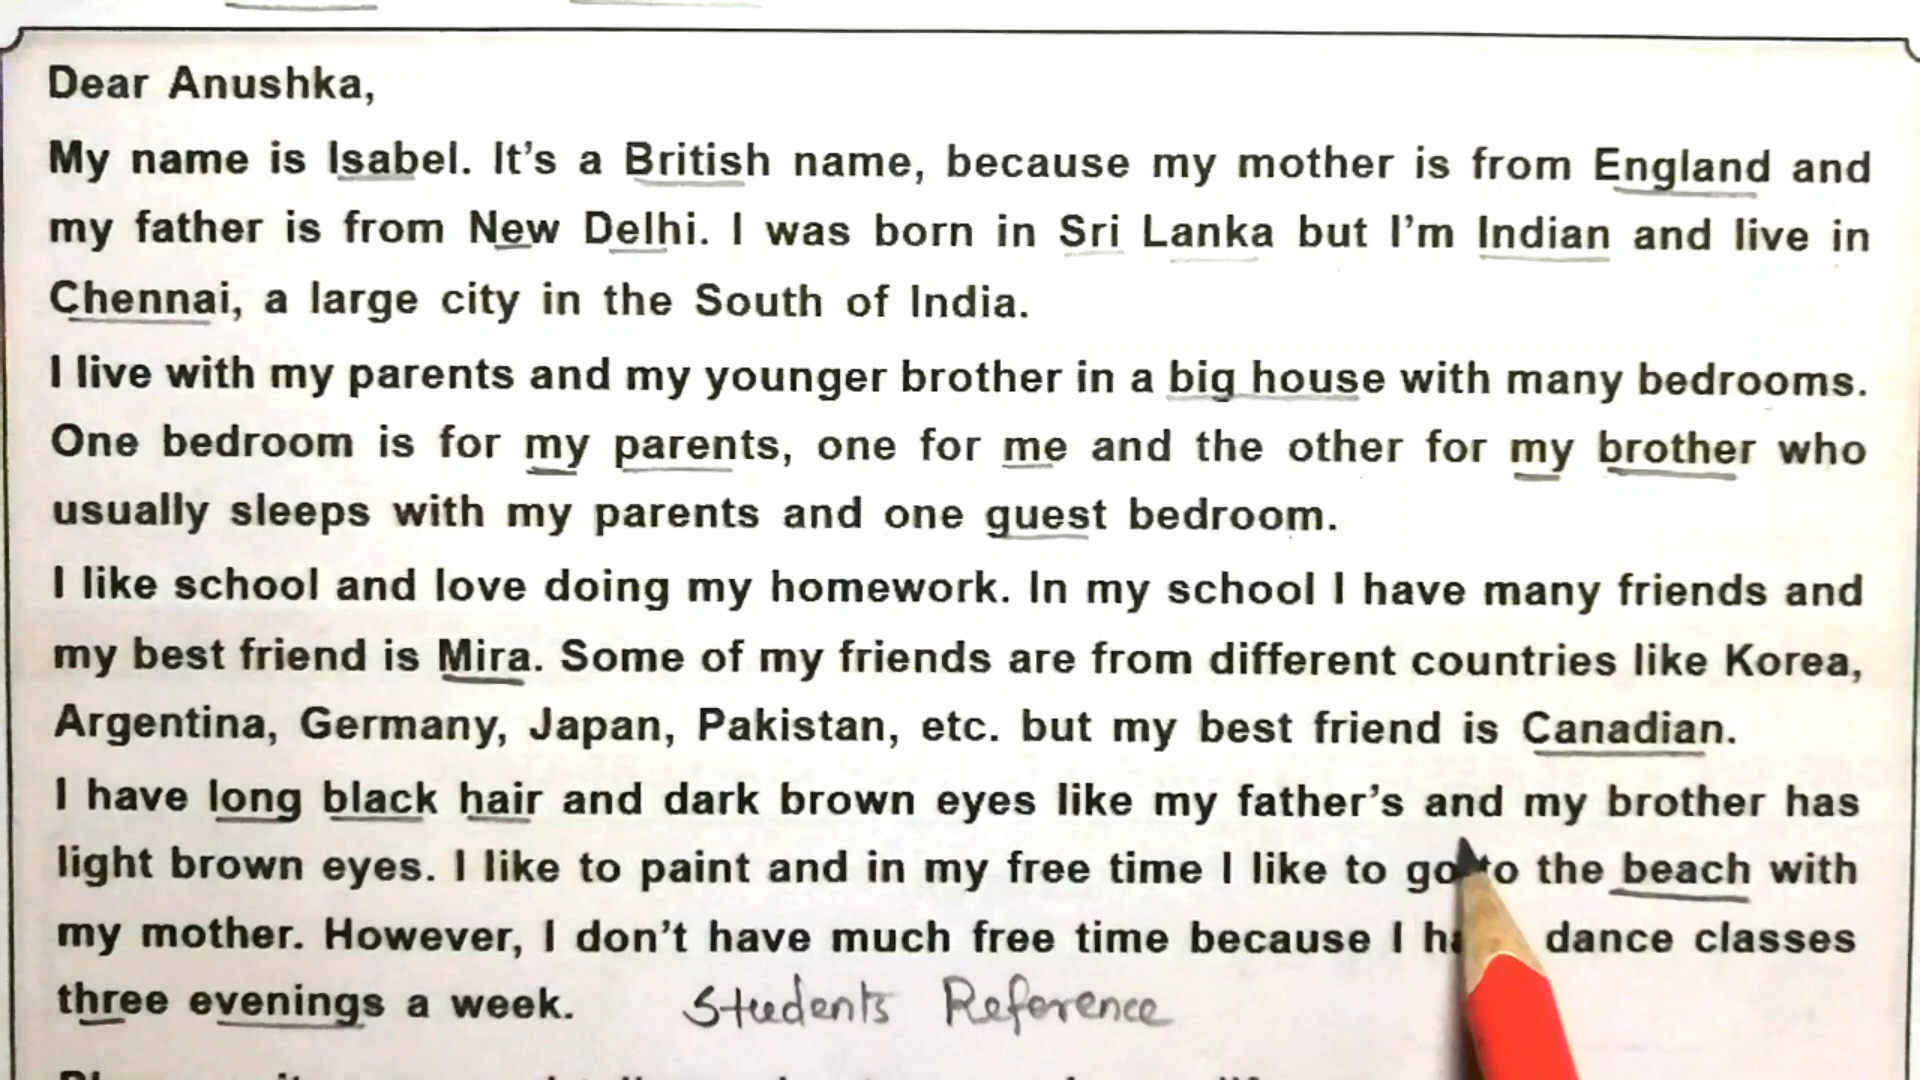 Dear Anushka,
My name is Isabel. It's a British name, because my mother is from England and
my father is from New Delhi. I was born in Sri Lanka but I'm Indian and live in
Chennai, a large city in the South of India.
I live with my parents and my younger brother in a big house with many bedrooms.
One bedroom is for my parents, one for me and the other for my brother who
usually sleeps with my parents and one guest bedroom.
I like school and love doing my homework. In my school I have many friends and
my best friend is Mira. Some of my friends are from different countries like Korea,
Argentina, Germany, Japan, Pakistan, etc. but my best friend is Canadian.
I have long black hair and dark brown eyes like my father's and my brother has
light brown eyes. I like to paint and in my free time I like to go to the beach with
my mother. However, I don't have much free time because I dance classes
three evenings a week. Students Reference